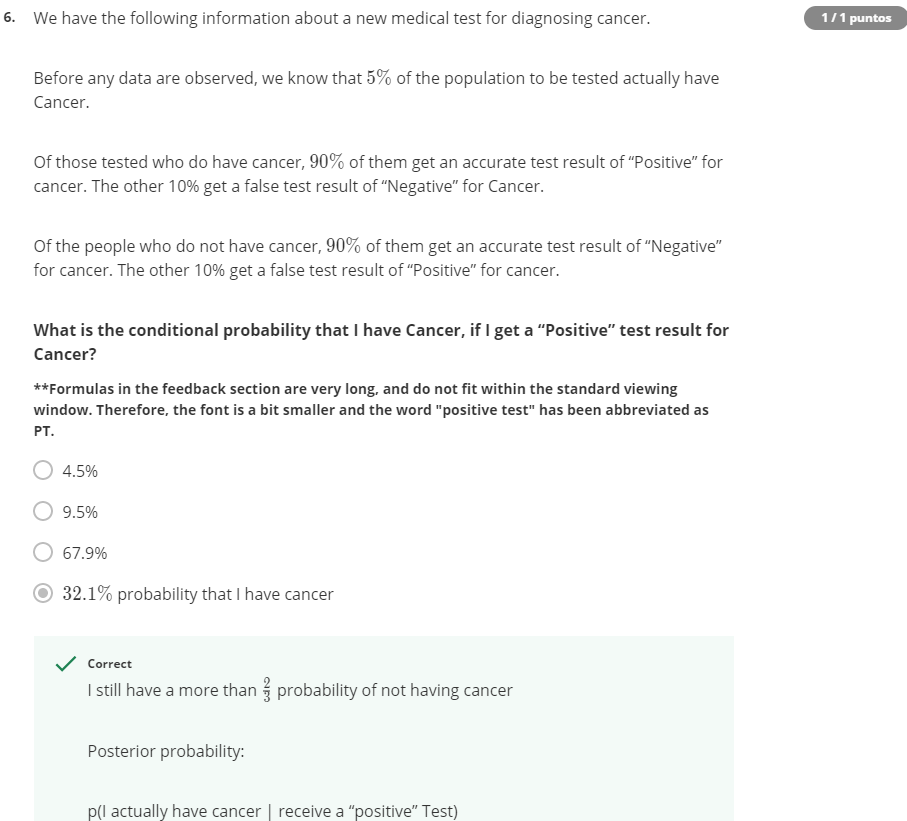 6. We have the following information about a new medical test for diagnosing cancer.
1 / 1 puntos
Before any data are observed, we know that 5% of the population to be tested actually have
Cancer.
Of those tested who do have cancer, 90% of them get an accurate test result of “Positive” for
cancer. The other 10% get a false test result of “Negative” for Cancer.
Of the people who do not have cancer, 90% of them get an accurate test result of “Negative”
for cancer. The other 10% get a false test result of “Positive” for cancer.
What is the conditional probability that I have Cancer, if I get a “Positive” test result for
Cancer?
**Formulas in the feedback section are very long, and do not fit within the standard viewing
window. Therefore, the font is a bit smaller and the word "positive test" has been abbreviated as
PT.
4.5%
9.5%
67.9%
32.1% probability that I have cancer
Correct
I still have a more than 2/3 probability of not having cancer
Posterior probability:
p(I actually have cancer | receive a “positive” Test)